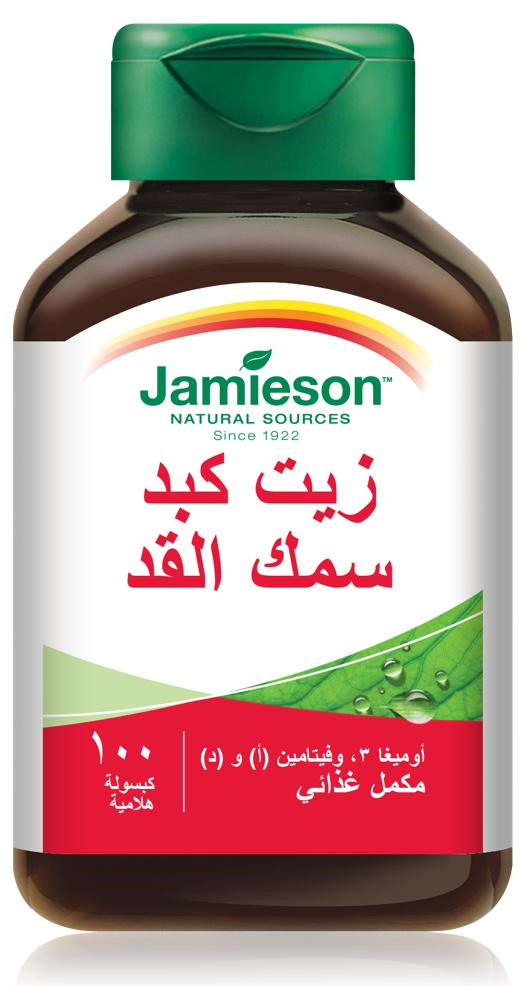 Jamieson™
NATURAL SOURCES
Since 1922
زيت كبد
سمك القد
أوميغا ٣، وفيتامين (أ) و (د)
مكمل غذائي
١٠٠
كبسولة
هلامية